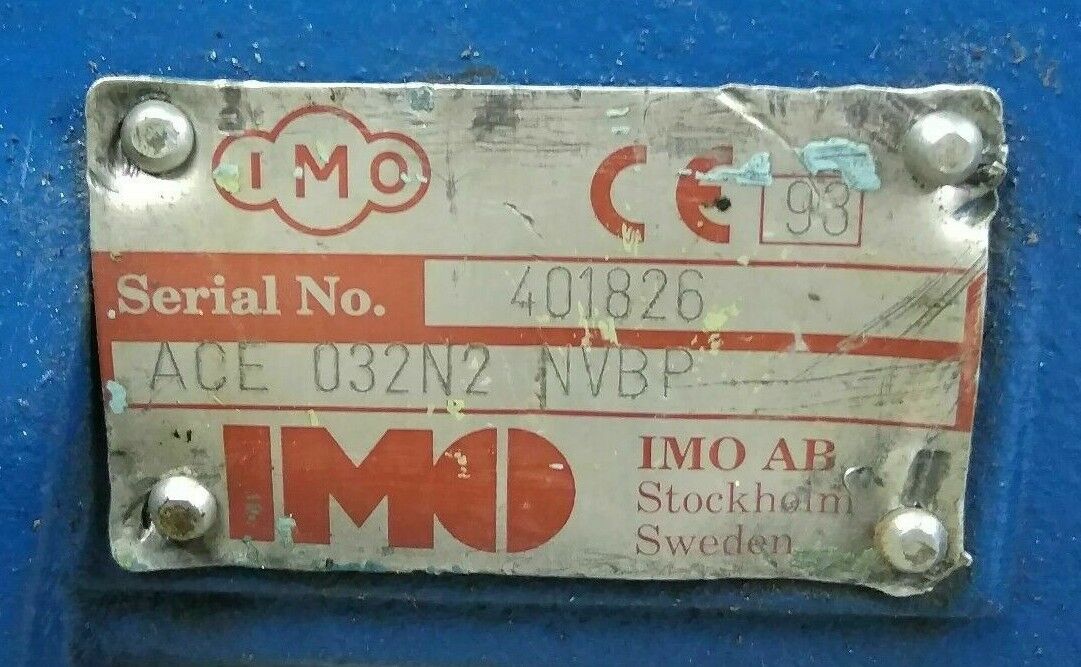 IMO CE 93
Serial No. 401826
ACE 032N2 NVBP
IMO IMO AB
Stockholm
Sweden